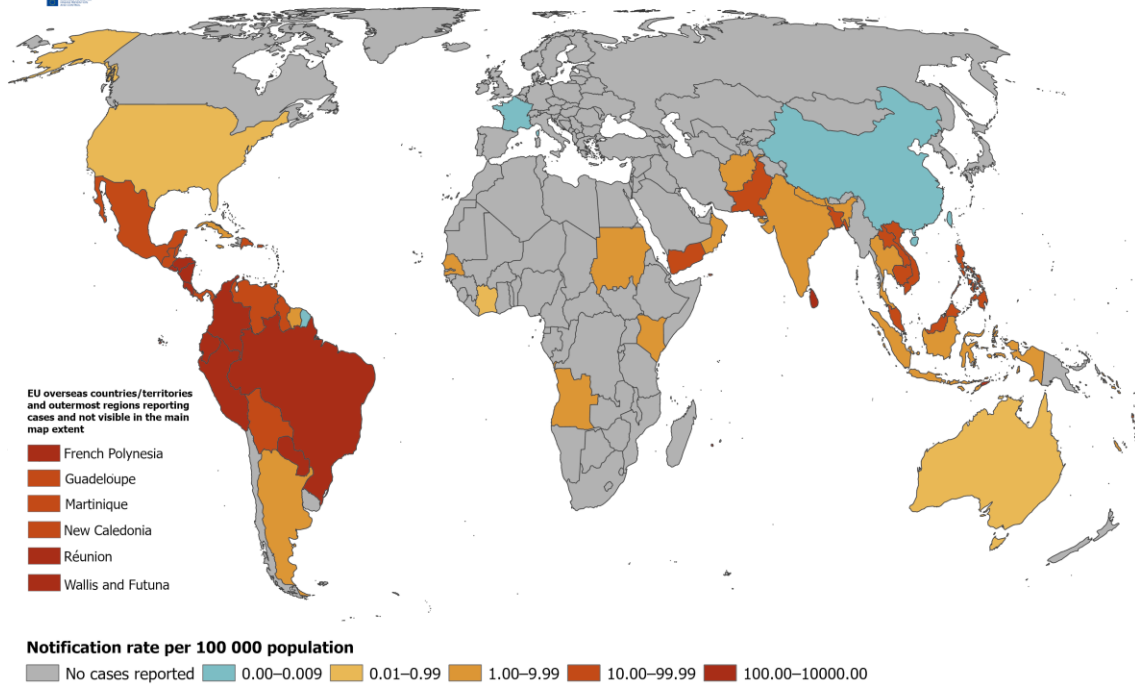 EU overseas countries/territories
and outermost regions reporting
cases and not visible in the main
map extent
French Polynesia
Guadeloupe
Martinique
New Caledonia
Réunion
Wallis and Futuna
Notification rate per 100 000 population
No cases reported 0.00–0.009 0.01–0.99 1.00–9.99 10.00–99.99 100.00–10000.00